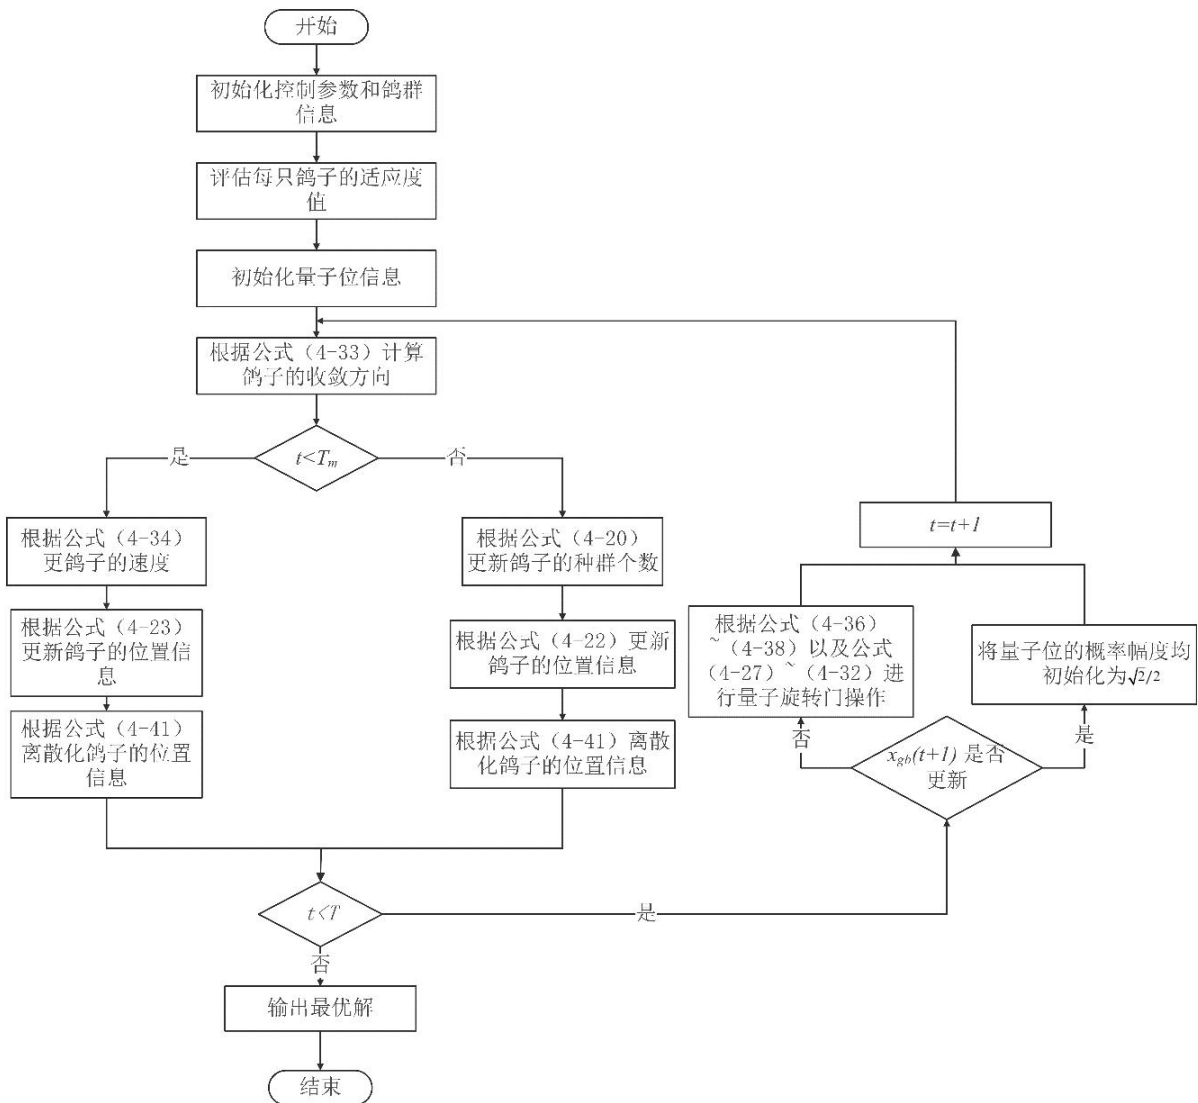 开始
初始化控制参数和鸽群
信息
评估每只鸽子的适应度
值
初始化量子位信息
根据公式（4-33）计算
鸽子的收敛方向
t<Tm
是
否
根据公式（4-34）
更鸽子的速度
根据公式（4-23）
更新鸽子的位置信
息
根据公式（4-41）
离散化鸽子的位置
信息
根据公式（4-20）
更新鸽子的种群个数
根据公式（4-22）更新
鸽子的位置信息
根据公式（4-41）离散
化鸽子的位置信息
t=t+1
根据公式（4-36）
~（4-38）以及公式
（4-27）~（4-32）进
行量子旋转门操作
将量子位的概率幅度均
初始化为√2/2
否
是
xgb(t+1) 是否
更新
t<T
是
否
输出最优解
结束